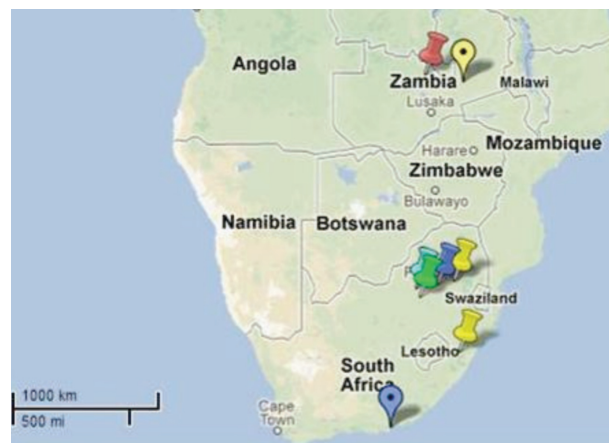 Angola
Zambia
Malawi
Lusaka
Mozambique
Harare
Zimbabwe
Bulawayo
Namibia
Botswana
Swaziland
Lesotho
South
Africa
Cape
Town
1000 km
500 mi